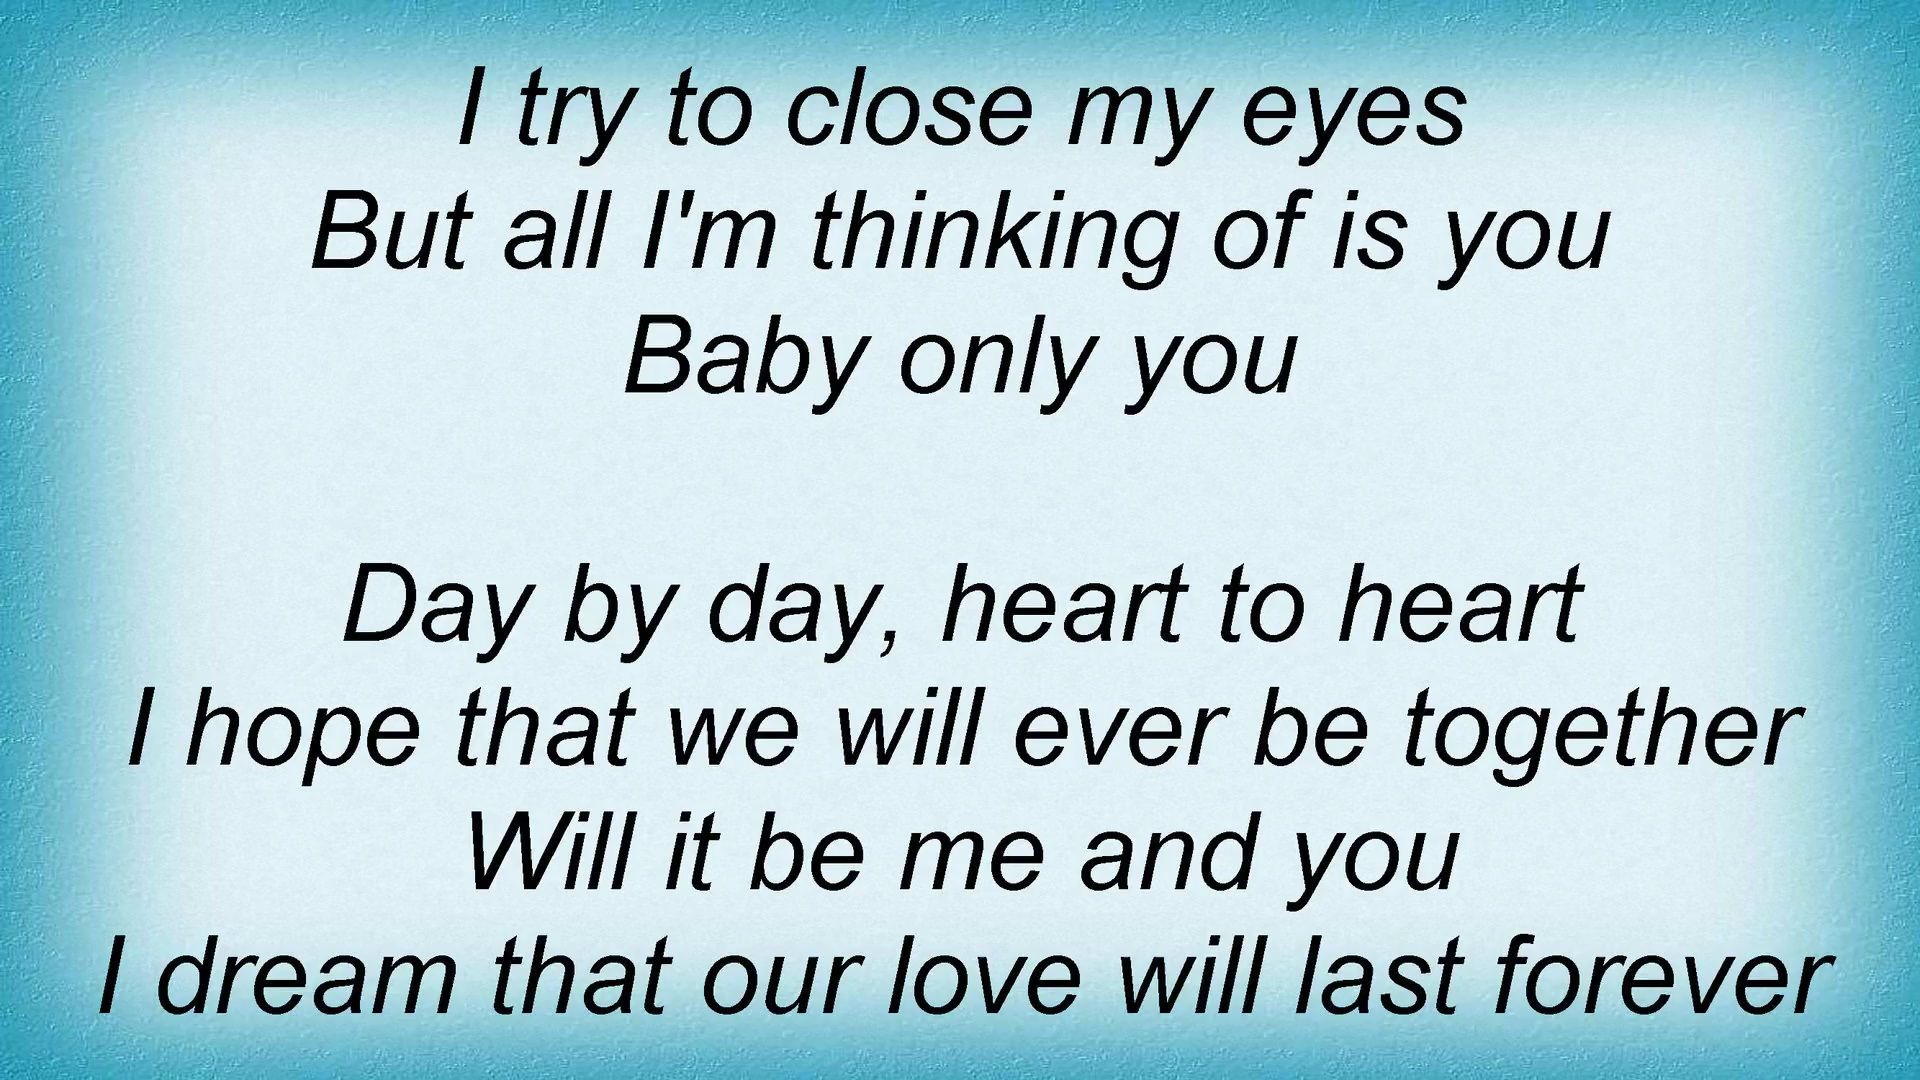 I try to close my eyes
But all I'm thinking of is you
Baby only you
Day by day, heart to heart
I hope that we will ever be together
Will it be me and you
I dream that our love will last forever